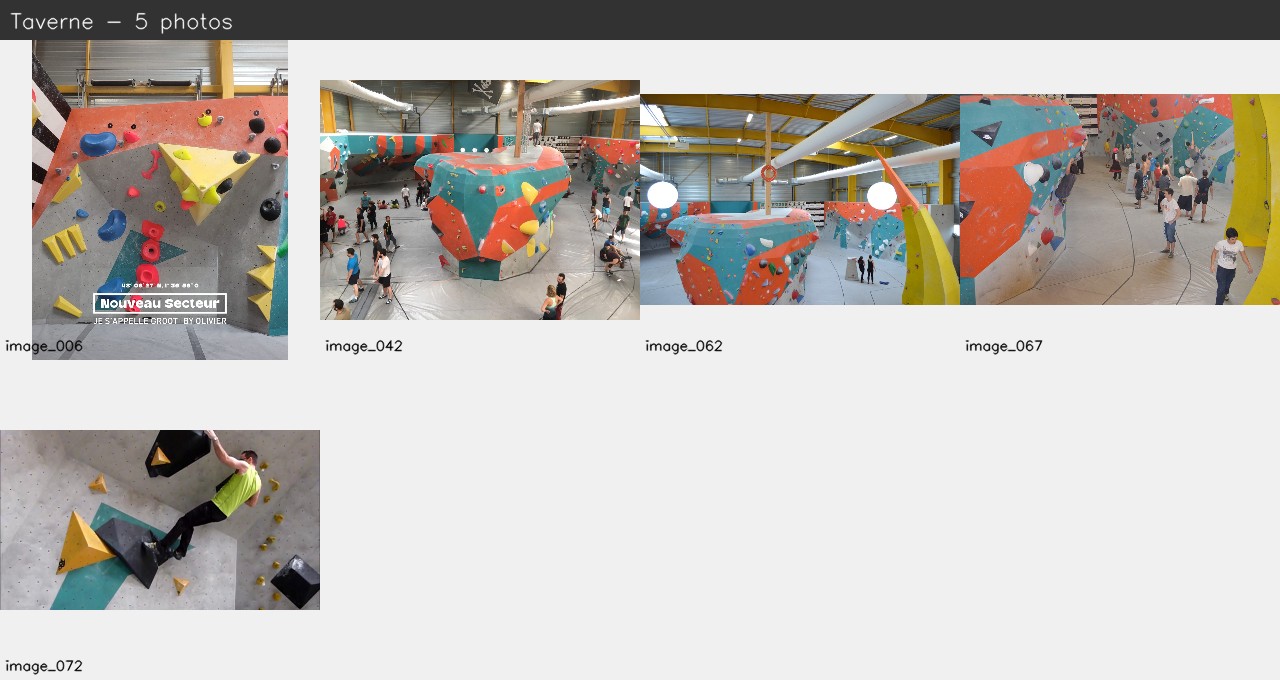 Taverne - 5 photos
Nouveau Secteur
JE S'APPELLE GROOT BY OLIVIER
image_006
image_042
image_062
image_067
image_072